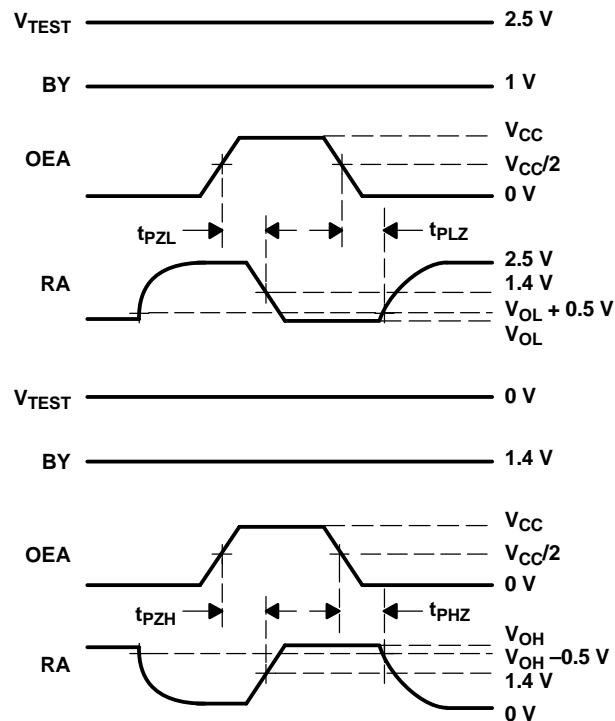 VTEST 2.5 V
BY 1 V
VCC
OEA VCC/2
0 V
tPZL tPLZ
2.5 V
RA 1.4 V
VOL + 0.5 V
VOL
VTEST 0 V
BY 1.4 V
VCC
OEA VCC/2
0 V
tPZH tPHZ
VOH
RA VOH –0.5 V
1.4 V
0 V